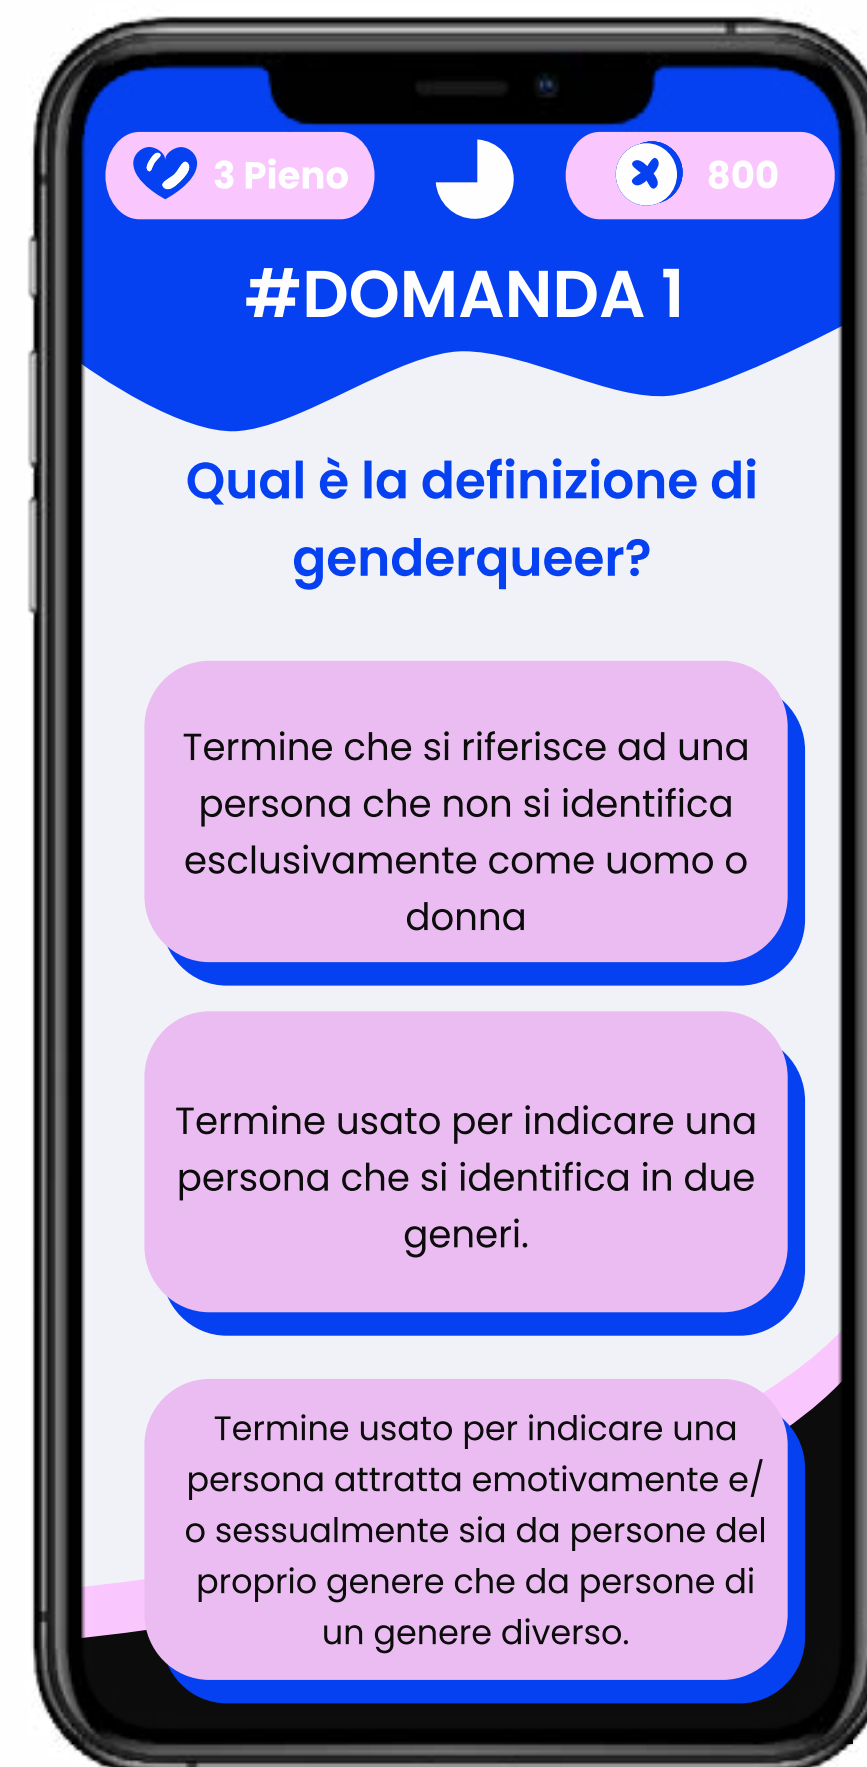 3 Pieno
800
#DOMANDA 1
Qual è la definizione di
genderqueer?
Termine che si riferisce ad una
persona che non si identifica
esclusivamente come uomo o
donna
Termine usato per indicare una
persona che si identifica in due
generi.
Termine usato per indicare una
persona attratta emotivamente e/
o sessualmente sia da persone del
proprio genere che da persone di
un genere diverso.